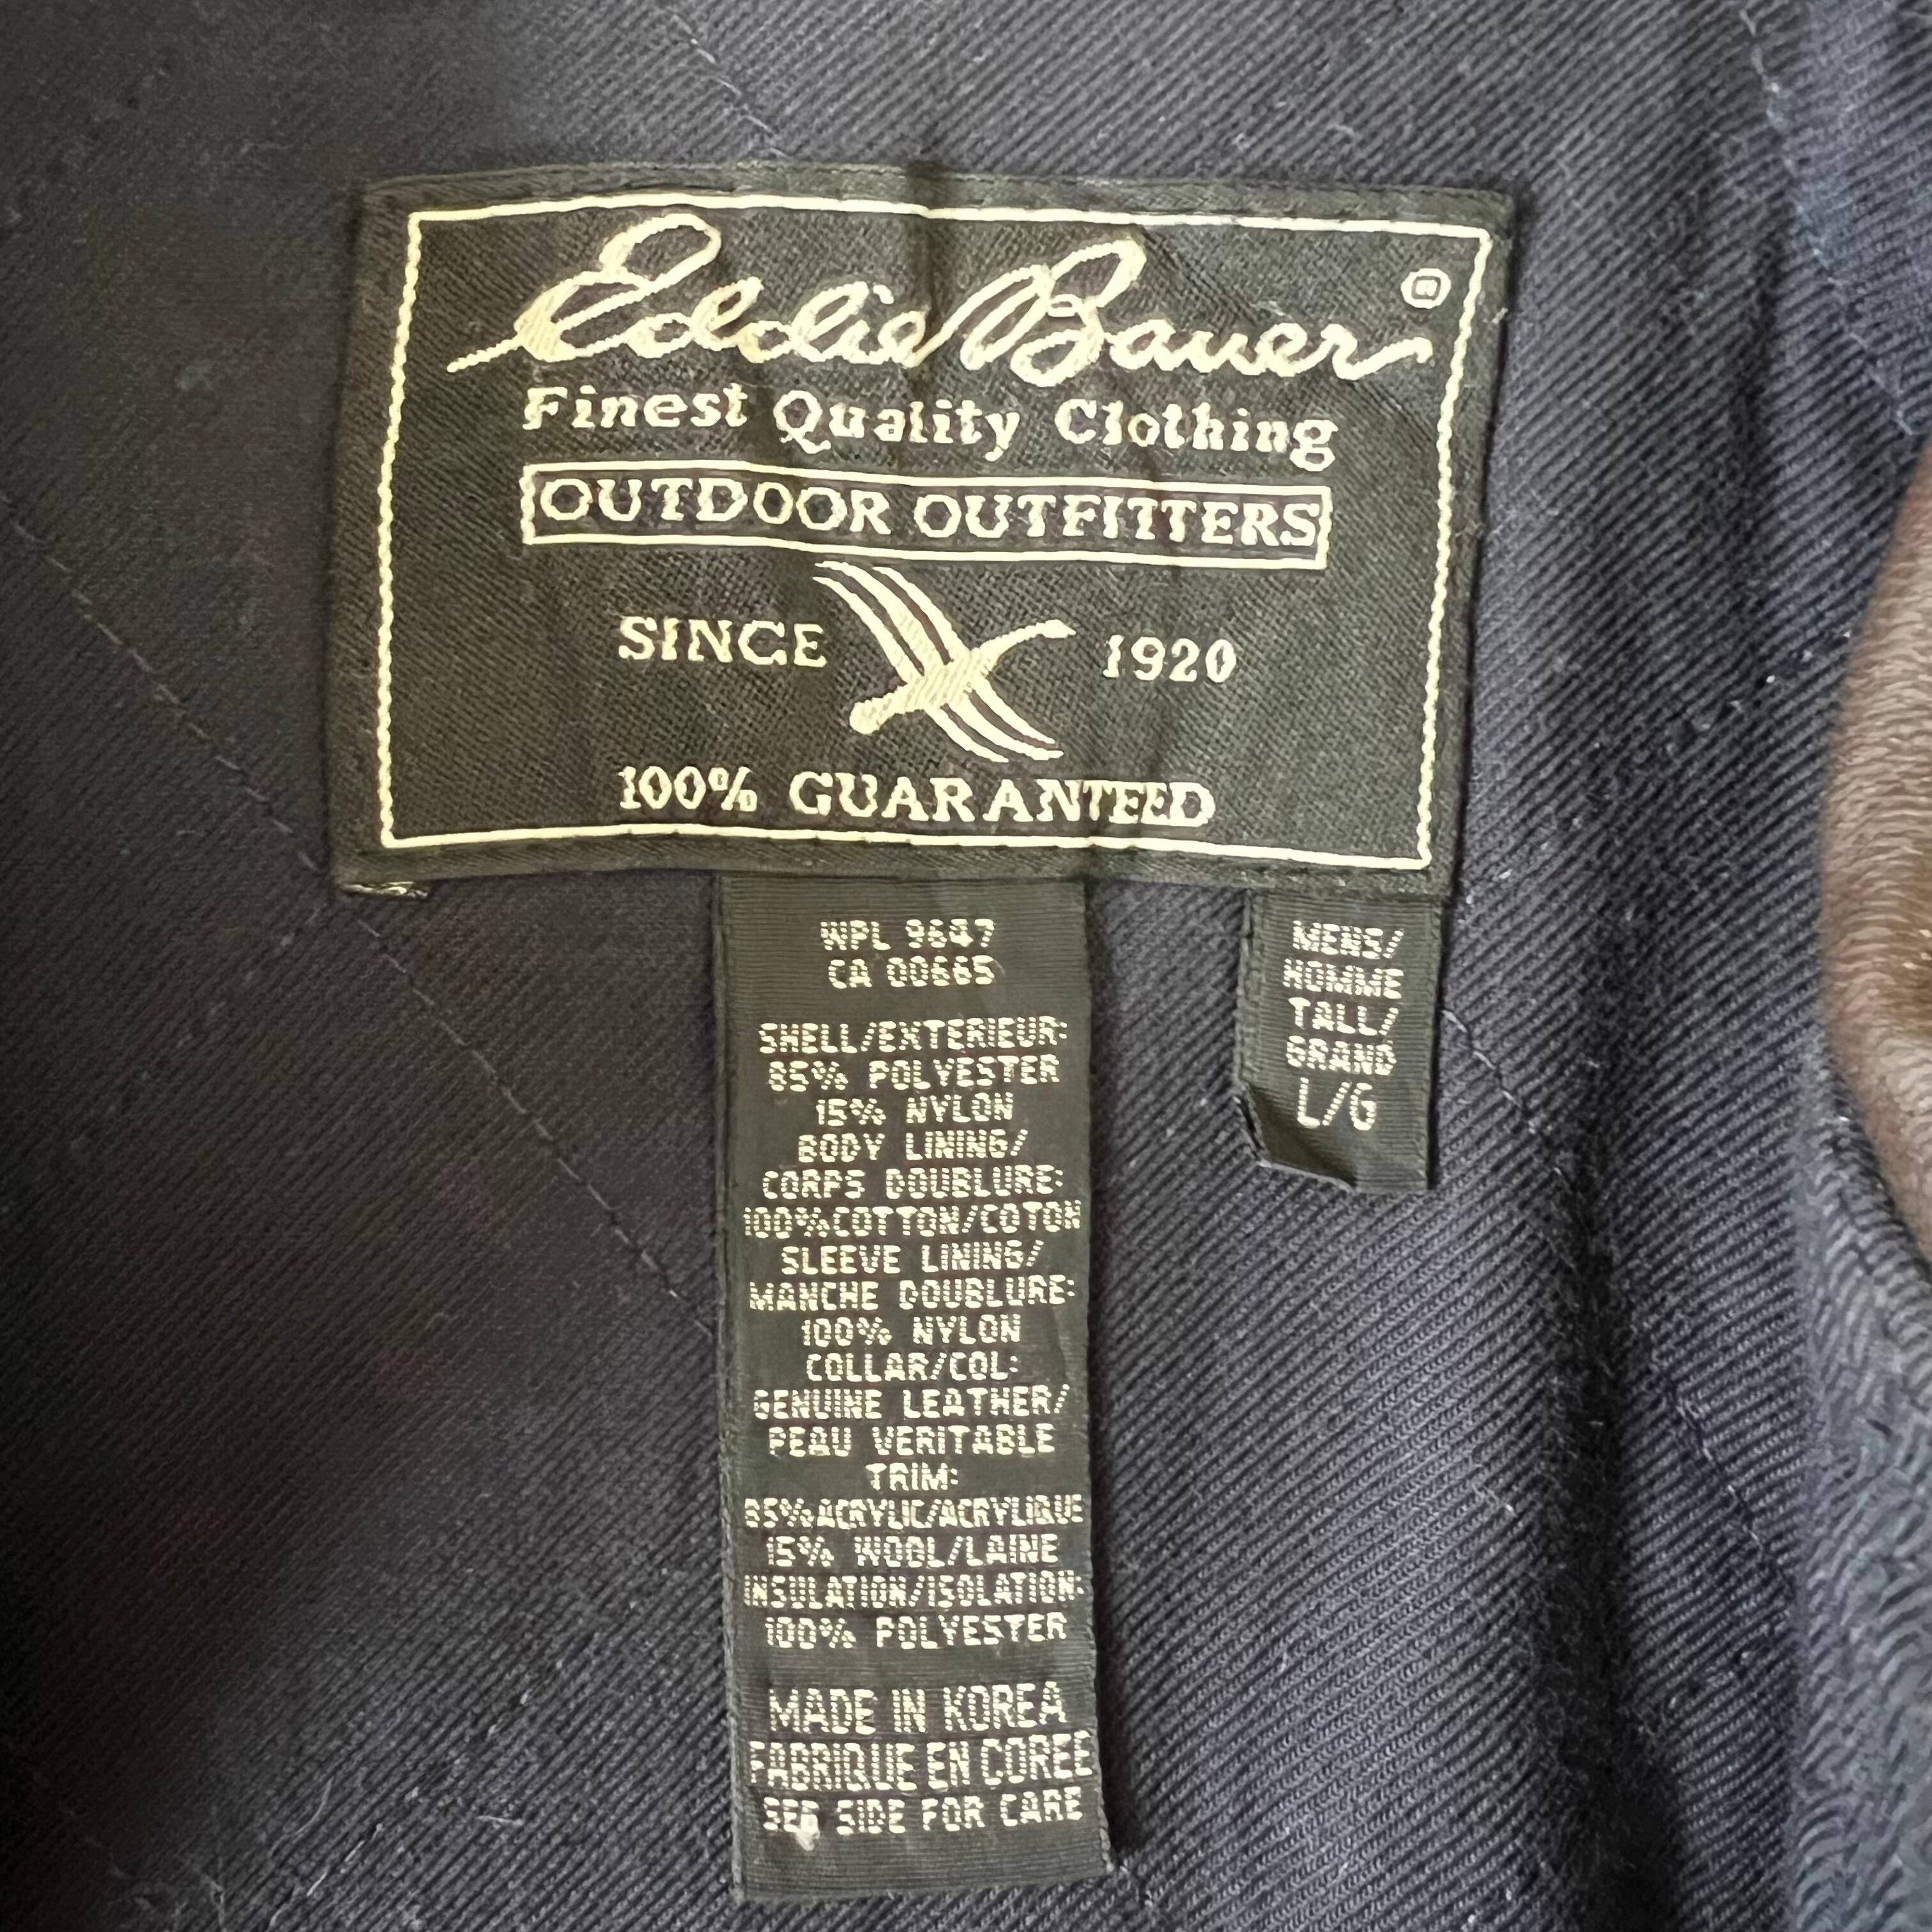 Eddie Bauer ®
Finest Quality Clothing
OUTDOOR OUTFITTERS
SINCE 1920
100% GUARANTEED
WPL 9647
CA 00665
SHELL/EXTERIEUR:
85% POLYESTER
15% NYLON
BODY LINING/
CORPS DOUBLURE:
100%COTTON/COTON
SLEEVE LINING/
MANCHE DOUBLURE:
100% NYLON
COLLAR/COL:
GENUINE LEATHER/
PEAU VERITABLE
TRIM:
85%ACRYLIC/ACRYLIQUE
15% WOOL/LAINE
INSULATION/ISOLATION:
100% POLYESTER
MADE IN KOREA
FABRIQUE EN COREE
SEE SIDE FOR CARE
MENS/
HOMME
TALL/
GRAND
L/G